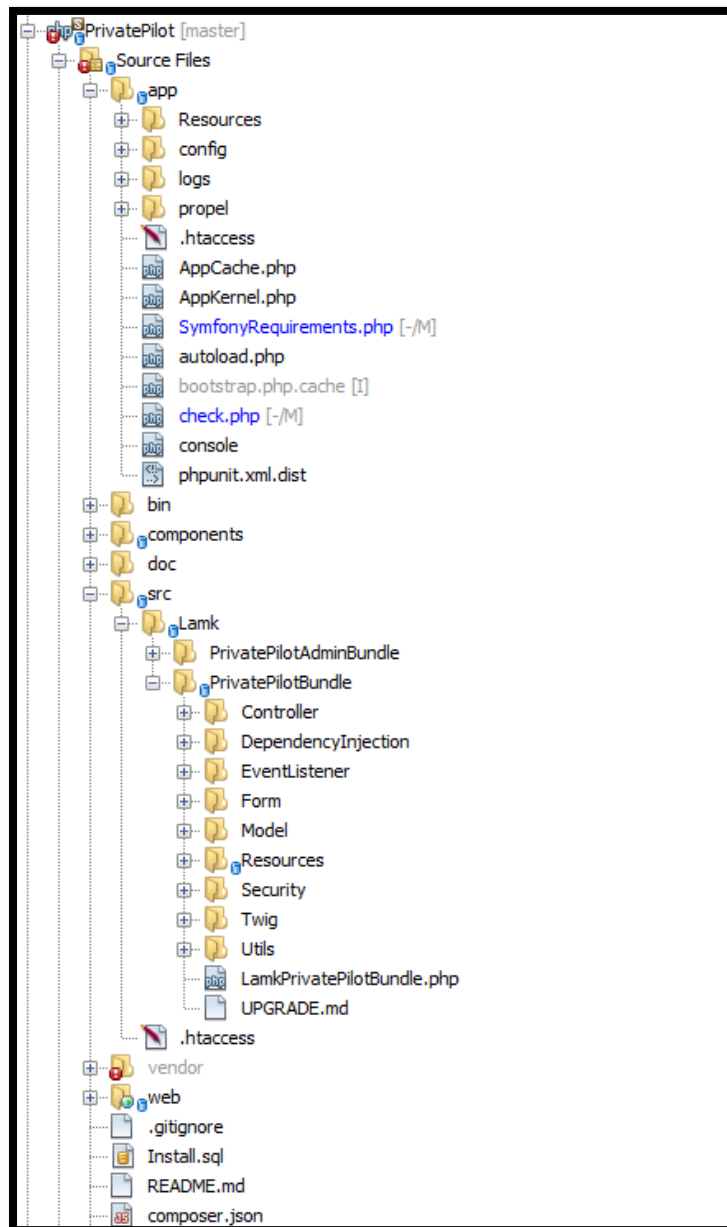 PrivatePilot [master]
Source Files
app
Resources
config
logs
propel
.htaccess
AppCache.php
AppKernel.php
SymfonyRequirements.php [-/M]
autoload.php
bootstrap.php.cache [I]
check.php [-/M]
console
phpunit.xml.dist
bin
components
doc
src
Lamk
PrivatePilotAdminBundle
PrivatePilotBundle
Controller
DependencyInjection
EventListener
Form
Model
Resources
Security
Twig
Utils
LamkPrivatePilotBundle.php
UPGRADE.md
.htaccess
vendor
web
.gitignore
Install.sql
README.md
composer.json